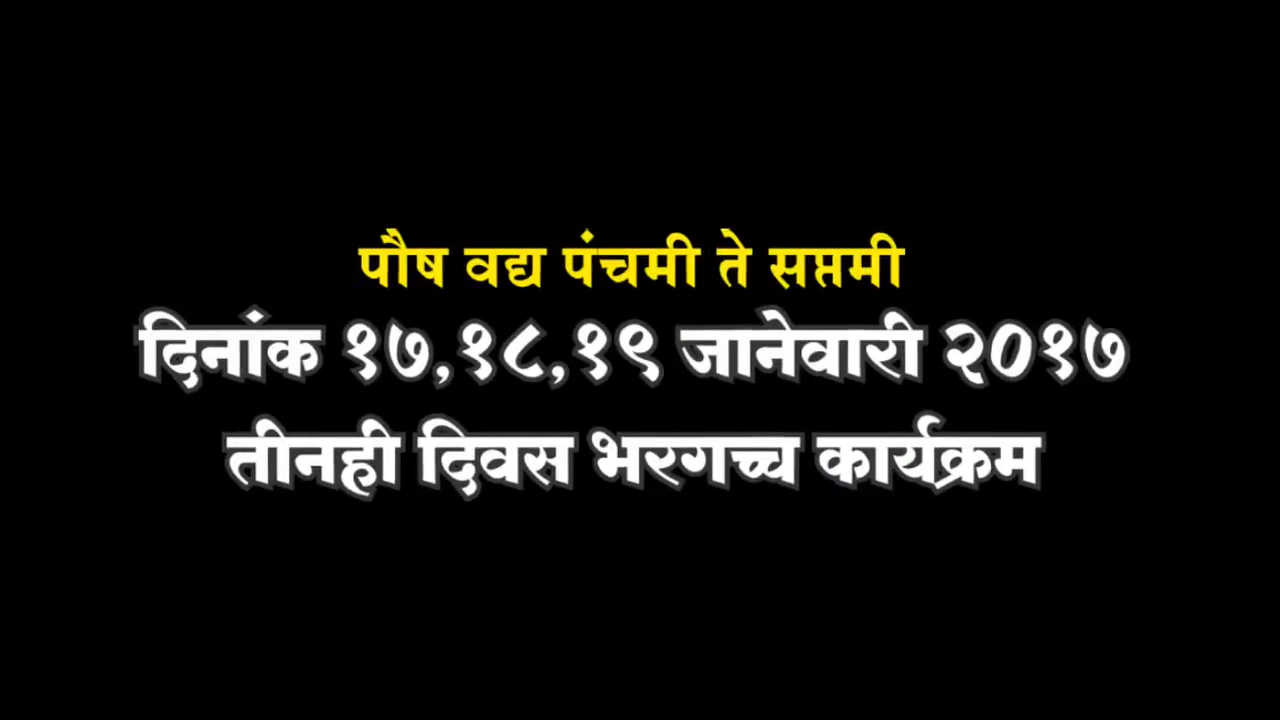 पौष वद्य पंचमी ते सप्तमी
दिनांक १७,१८,१९ जानेवारी २०१७
तीनही दिवस भरगच्च कार्यक्रम